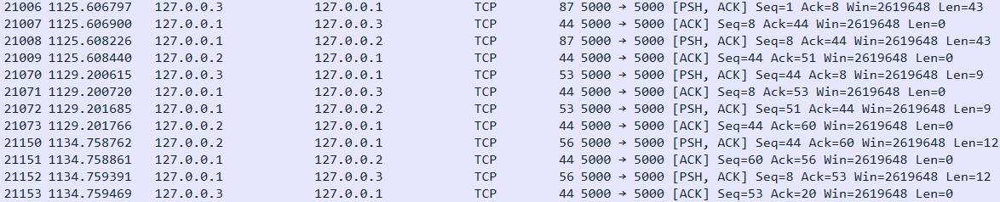 21006 1125.606797 127.0.0.3 127.0.0.1 TCP 87 5000 → 5000 [PSH, ACK] Seq=1 Ack=8 Win=2619648 Len=43
21007 1125.606900 127.0.0.1 127.0.0.3 TCP 44 5000 → 5000 [ACK] Seq=8 Ack=44 Win=2619648 Len=0
21008 1125.608226 127.0.0.1 127.0.0.2 TCP 87 5000 → 5000 [PSH, ACK] Seq=8 Ack=44 Win=2619648 Len=43
21009 1125.608440 127.0.0.2 127.0.0.1 TCP 44 5000 → 5000 [ACK] Seq=44 Ack=51 Win=2619648 Len=0
21070 1129.200615 127.0.0.3 127.0.0.1 TCP 53 5000 → 5000 [PSH, ACK] Seq=44 Ack=8 Win=2619648 Len=9
21071 1129.200720 127.0.0.1 127.0.0.3 TCP 44 5000 → 5000 [ACK] Seq=8 Ack=53 Win=2619648 Len=0
21072 1129.201685 127.0.0.1 127.0.0.2 TCP 53 5000 → 5000 [PSH, ACK] Seq=51 Ack=44 Win=2619648 Len=9
21073 1129.201766 127.0.0.2 127.0.0.1 TCP 44 5000 → 5000 [ACK] Seq=44 Ack=60 Win=2619648 Len=0
21150 1134.758762 127.0.0.2 127.0.0.1 TCP 56 5000 → 5000 [PSH, ACK] Seq=44 Ack=60 Win=2619648 Len=12
21151 1134.758861 127.0.0.1 127.0.0.2 TCP 44 5000 → 5000 [ACK] Seq=60 Ack=56 Win=2619648 Len=0
21152 1134.759391 127.0.0.1 127.0.0.3 TCP 56 5000 → 5000 [PSH, ACK] Seq=8 Ack=53 Win=2619648 Len=12
21153 1134.759469 127.0.0.3 127.0.0.1 TCP 44 5000 → 5000 [ACK] Seq=53 Ack=20 Win=2619648 Len=0